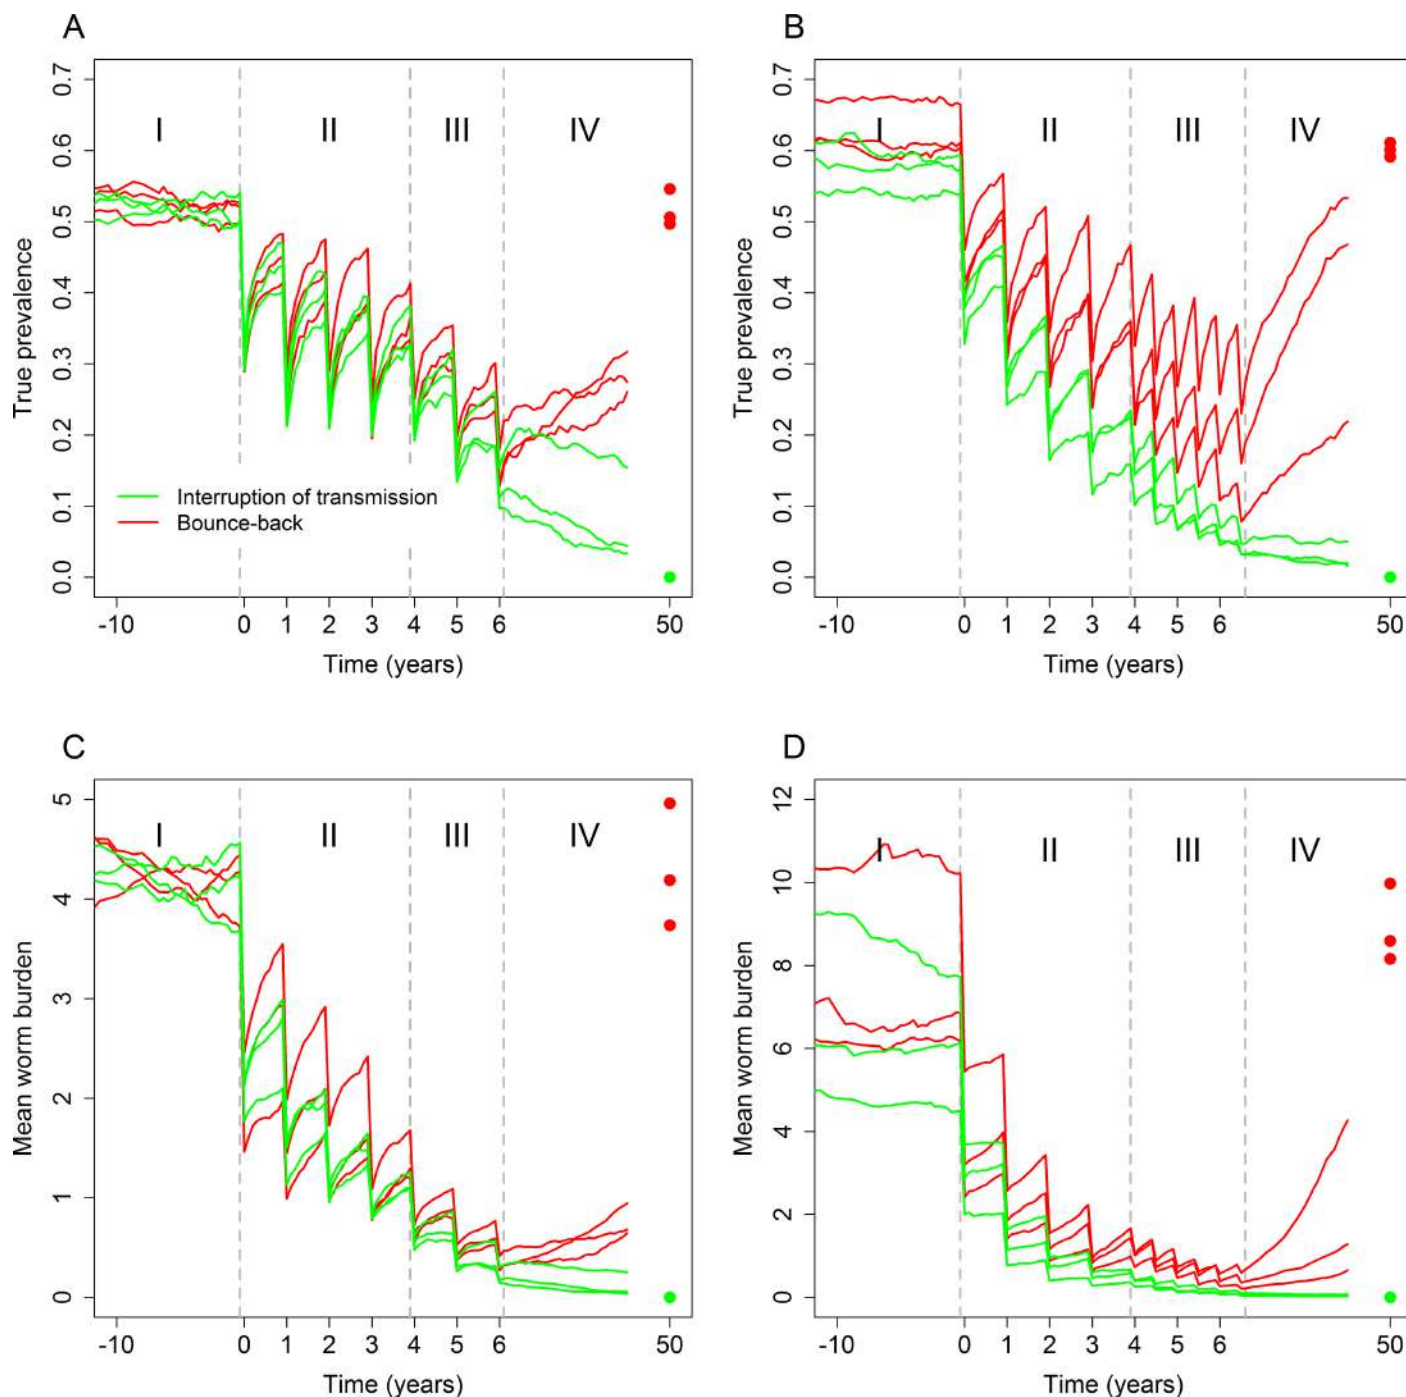 A
True prevalence
0.7
0.6
0.5
0.4
0.3
0.2
0.1
0.0
I II III IV
Interruption of transmission
Bounce-back
-10 0 1 2 3 4 5 6 50
Time (years)
B
True prevalence
0.7
0.6
0.5
0.4
0.3
0.2
0.1
0.0
I II III IV
-10 0 1 2 3 4 5 6 50
Time (years)
C
Mean worm burden
5
4
3
2
1
0
I II III IV
-10 0 1 2 3 4 5 6 50
Time (years)
D
Mean worm burden
12
10
8
6
4
2
0
I II III IV
-10 0 1 2 3 4 5 6 50
Time (years)